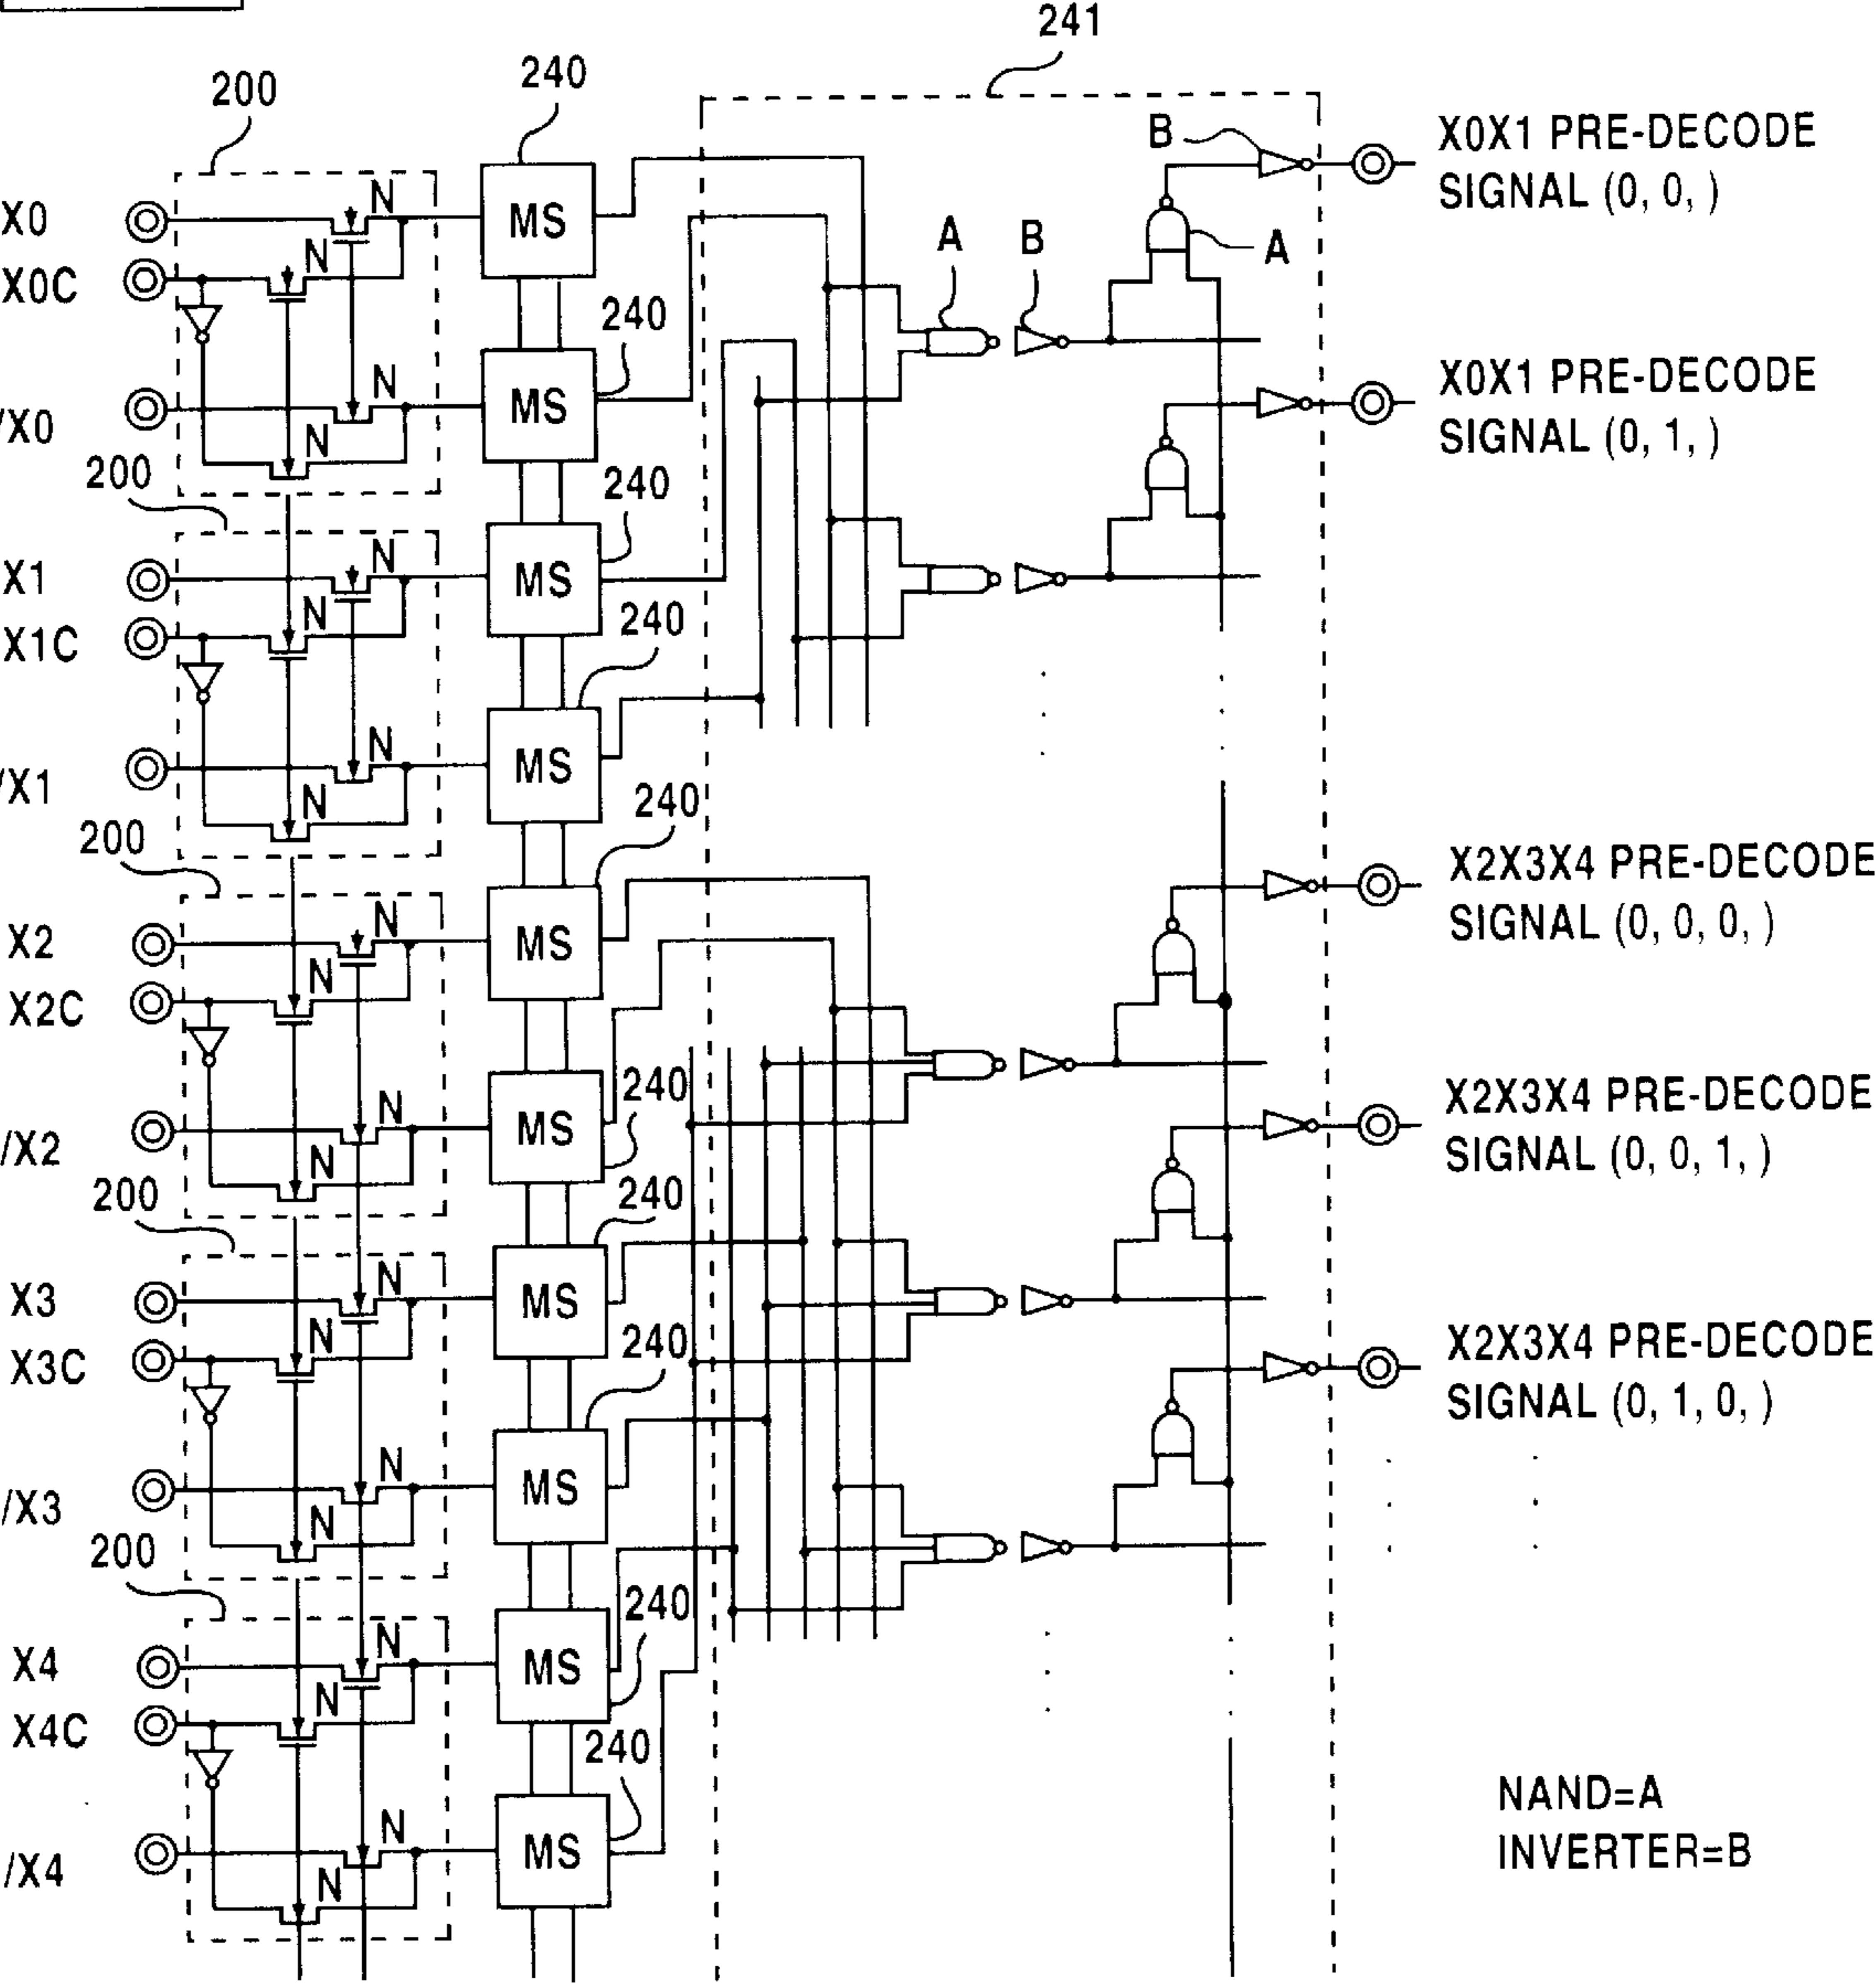 241
240
200
B
X0X1 PRE-DECODE
SIGNAL (0, 0, )
X0
N
MS
A
B
A
N
X0C
240
X0X1 PRE-DECODE
SIGNAL (0, 1, )
N
MS
/X0
N
200
240
X1
N
MS
N
X1C
240
N
MS
/X1
N
240
200
X2X3X4 PRE-DECODE
SIGNAL (0, 0, 0, )
X2
N
MS
N
X2C
240
X2X3X4 PRE-DECODE
SIGNAL (0, 0, 1, )
N
MS
/X2
N
200
240
X3
N
MS
N
X3C
240
X2X3X4 PRE-DECODE
SIGNAL (0, 1, 0, )
N
MS
/X3
N
200
240
X4
N
MS
N
X4C
240
N
MS
/X4
N
NAND=A
INVERTER=B